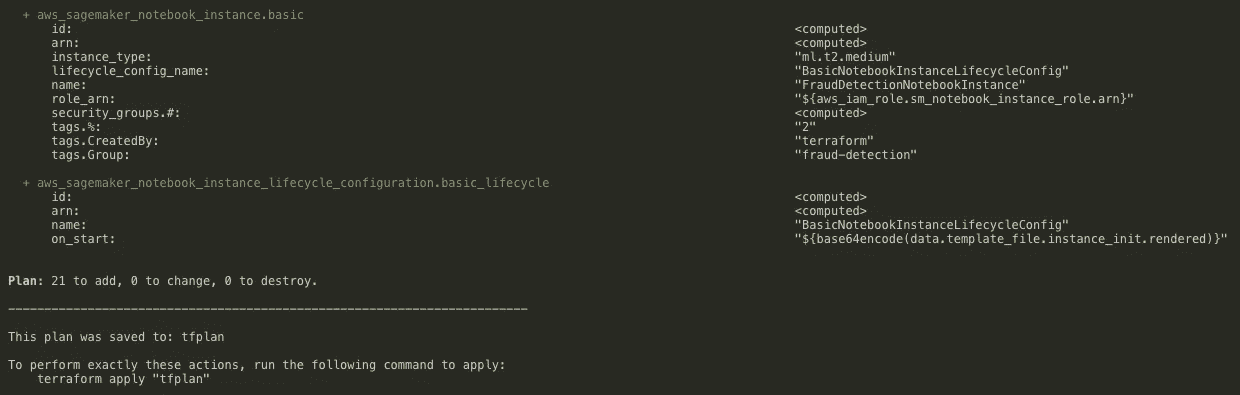 + aws_sagemaker_notebook_instance.basic
id: <computed>
arn: <computed>
instance_type: "ml.t2.medium"
lifecycle_config_name: "BasicNotebookInstanceLifecycleConfig"
name: "FraudDetectionNotebookInstance"
role_arn: "${aws_iam_role.sm_notebook_instance_role.arn}"
security_groups.#: <computed>
tags.%: "2"
tags.CreatedBy: "terraform"
tags.Group: "fraud-detection"
+ aws_sagemaker_notebook_instance_lifecycle_configuration.basic_lifecycle
id: <computed>
arn: <computed>
name: "BasicNotebookInstanceLifecycleConfig"
on_start: "${base64encode(data.template_file.instance_init.rendered)}"
Plan: 21 to add, 0 to change, 0 to destroy.
------------------------------------------------------------------------
This plan was saved to: tfplan
To perform exactly these actions, run the following command to apply:
terraform apply "tfplan"